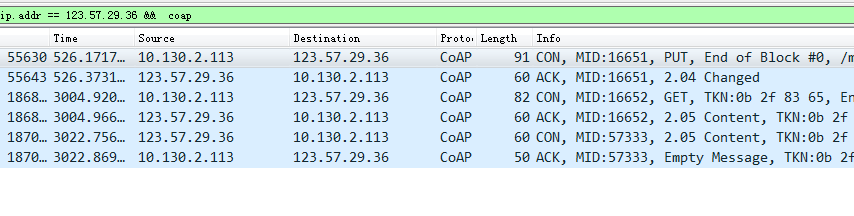 ip.addr == 123.57.29.36 && coap
Time Source Destination Proto Length Info
55630 526.1717… 10.130.2.113 123.57.29.36 CoAP 91 CON, MID:16651, PUT, End of Block #0, /m
55643 526.3731… 123.57.29.36 10.130.2.113 CoAP 60 ACK, MID:16651, 2.04 Changed
1868… 3004.920… 10.130.2.113 123.57.29.36 CoAP 82 CON, MID:16652, GET, TKN:0b 2f 83 65, En
1868… 3004.966… 123.57.29.36 10.130.2.113 CoAP 60 ACK, MID:16652, 2.05 Content, TKN:0b 2f
1870… 3022.756… 123.57.29.36 10.130.2.113 CoAP 60 CON, MID:57333, 2.05 Content, TKN:0b 2f
1870… 3022.869… 10.130.2.113 123.57.29.36 CoAP 50 ACK, MID:57333, Empty Message, TKN:0b 2f